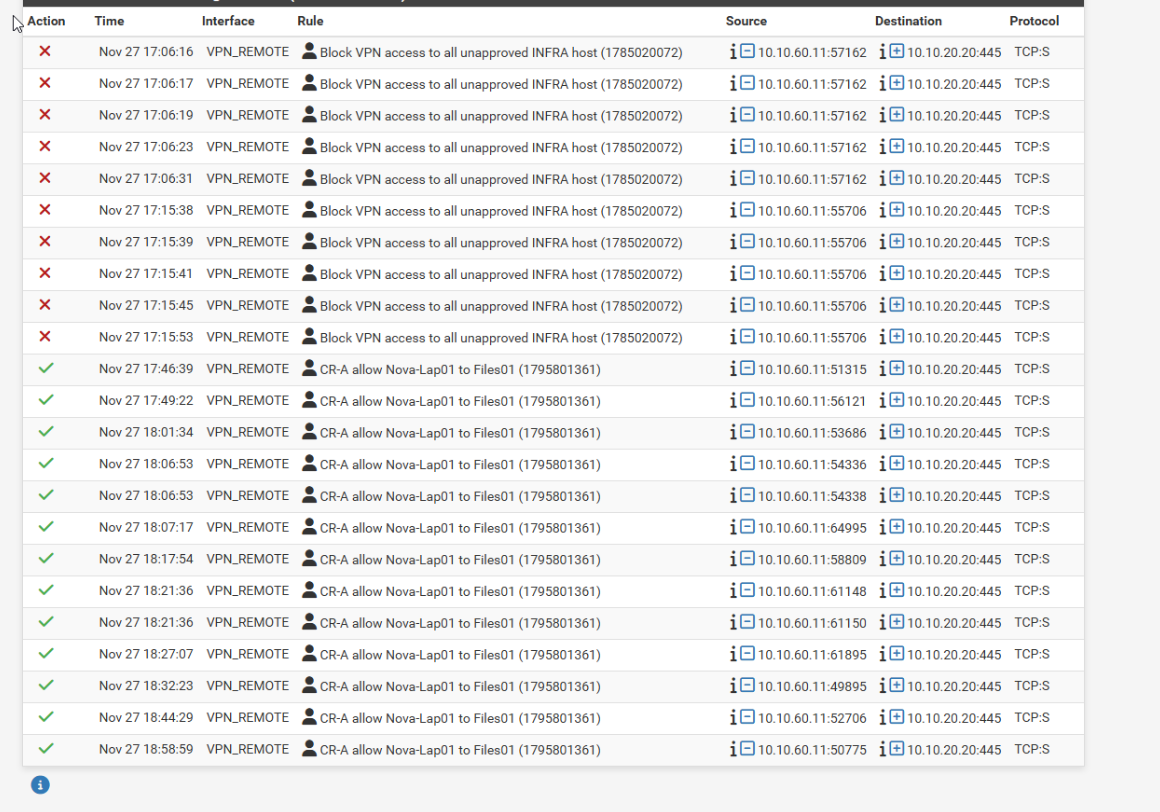 Action Time Interface Rule Source Destination Protocol
Nov 27 17:06:16 VPN_REMOTE Block VPN access to all unapproved INFRA host (1785020072) 10.10.60.11:57162 10.10.20.20:445 TCP:S
Nov 27 17:06:17 VPN_REMOTE Block VPN access to all unapproved INFRA host (1785020072) 10.10.60.11:57162 10.10.20.20:445 TCP:S
Nov 27 17:06:19 VPN_REMOTE Block VPN access to all unapproved INFRA host (1785020072) 10.10.60.11:57162 10.10.20.20:445 TCP:S
Nov 27 17:06:23 VPN_REMOTE Block VPN access to all unapproved INFRA host (1785020072) 10.10.60.11:57162 10.10.20.20:445 TCP:S
Nov 27 17:06:31 VPN_REMOTE Block VPN access to all unapproved INFRA host (1785020072) 10.10.60.11:57162 10.10.20.20:445 TCP:S
Nov 27 17:15:38 VPN_REMOTE Block VPN access to all unapproved INFRA host (1785020072) 10.10.60.11:55706 10.10.20.20:445 TCP:S
Nov 27 17:15:39 VPN_REMOTE Block VPN access to all unapproved INFRA host (1785020072) 10.10.60.11:55706 10.10.20.20:445 TCP:S
Nov 27 17:15:41 VPN_REMOTE Block VPN access to all unapproved INFRA host (1785020072) 10.10.60.11:55706 10.10.20.20:445 TCP:S
Nov 27 17:15:45 VPN_REMOTE Block VPN access to all unapproved INFRA host (1785020072) 10.10.60.11:55706 10.10.20.20:445 TCP:S
Nov 27 17:15:53 VPN_REMOTE Block VPN access to all unapproved INFRA host (1785020072) 10.10.60.11:55706 10.10.20.20:445 TCP:S
Nov 27 17:46:39 VPN_REMOTE CR-A allow Nova-Lap01 to Files01 (1795801361) 10.10.60.11:51315 10.10.20.20:445 TCP:S
Nov 27 17:49:22 VPN_REMOTE CR-A allow Nova-Lap01 to Files01 (1795801361) 10.10.60.11:56121 10.10.20.20:445 TCP:S
Nov 27 18:01:34 VPN_REMOTE CR-A allow Nova-Lap01 to Files01 (1795801361) 10.10.60.11:53686 10.10.20.20:445 TCP:S
Nov 27 18:06:53 VPN_REMOTE CR-A allow Nova-Lap01 to Files01 (1795801361) 10.10.60.11:54336 10.10.20.20:445 TCP:S
Nov 27 18:06:53 VPN_REMOTE CR-A allow Nova-Lap01 to Files01 (1795801361) 10.10.60.11:54338 10.10.20.20:445 TCP:S
Nov 27 18:07:17 VPN_REMOTE CR-A allow Nova-Lap01 to Files01 (1795801361) 10.10.60.11:64995 10.10.20.20:445 TCP:S
Nov 27 18:17:54 VPN_REMOTE CR-A allow Nova-Lap01 to Files01 (1795801361) 10.10.60.11:58809 10.10.20.20:445 TCP:S
Nov 27 18:21:36 VPN_REMOTE CR-A allow Nova-Lap01 to Files01 (1795801361) 10.10.60.11:61148 10.10.20.20:445 TCP:S
Nov 27 18:21:36 VPN_REMOTE CR-A allow Nova-Lap01 to Files01 (1795801361) 10.10.60.11:61150 10.10.20.20:445 TCP:S
Nov 27 18:27:07 VPN_REMOTE CR-A allow Nova-Lap01 to Files01 (1795801361) 10.10.60.11:61895 10.10.20.20:445 TCP:S
Nov 27 18:32:23 VPN_REMOTE CR-A allow Nova-Lap01 to Files01 (1795801361) 10.10.60.11:49895 10.10.20.20:445 TCP:S
Nov 27 18:44:29 VPN_REMOTE CR-A allow Nova-Lap01 to Files01 (1795801361) 10.10.60.11:52706 10.10.20.20:445 TCP:S
Nov 27 18:58:59 VPN_REMOTE CR-A allow Nova-Lap01 to Files01 (1795801361) 10.10.60.11:50775 10.10.20.20:445 TCP:S